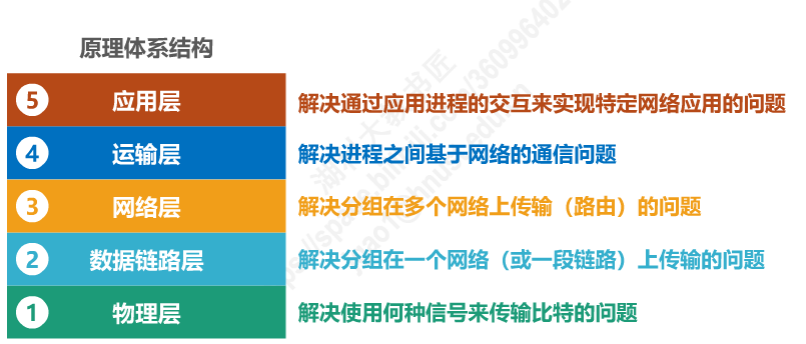 原理体系结构
5 应用层 解决通过应用进程的交互来实现特定网络应用的问题
4 运输层 解决进程之间基于网络的通信问题
3 网络层 解决分组在多个网络上传输（路由）的问题
2 数据链路层 解决分组在一个网络（或一段链路）上传输的问题
1 物理层 解决使用何种信号来传输比特的问题